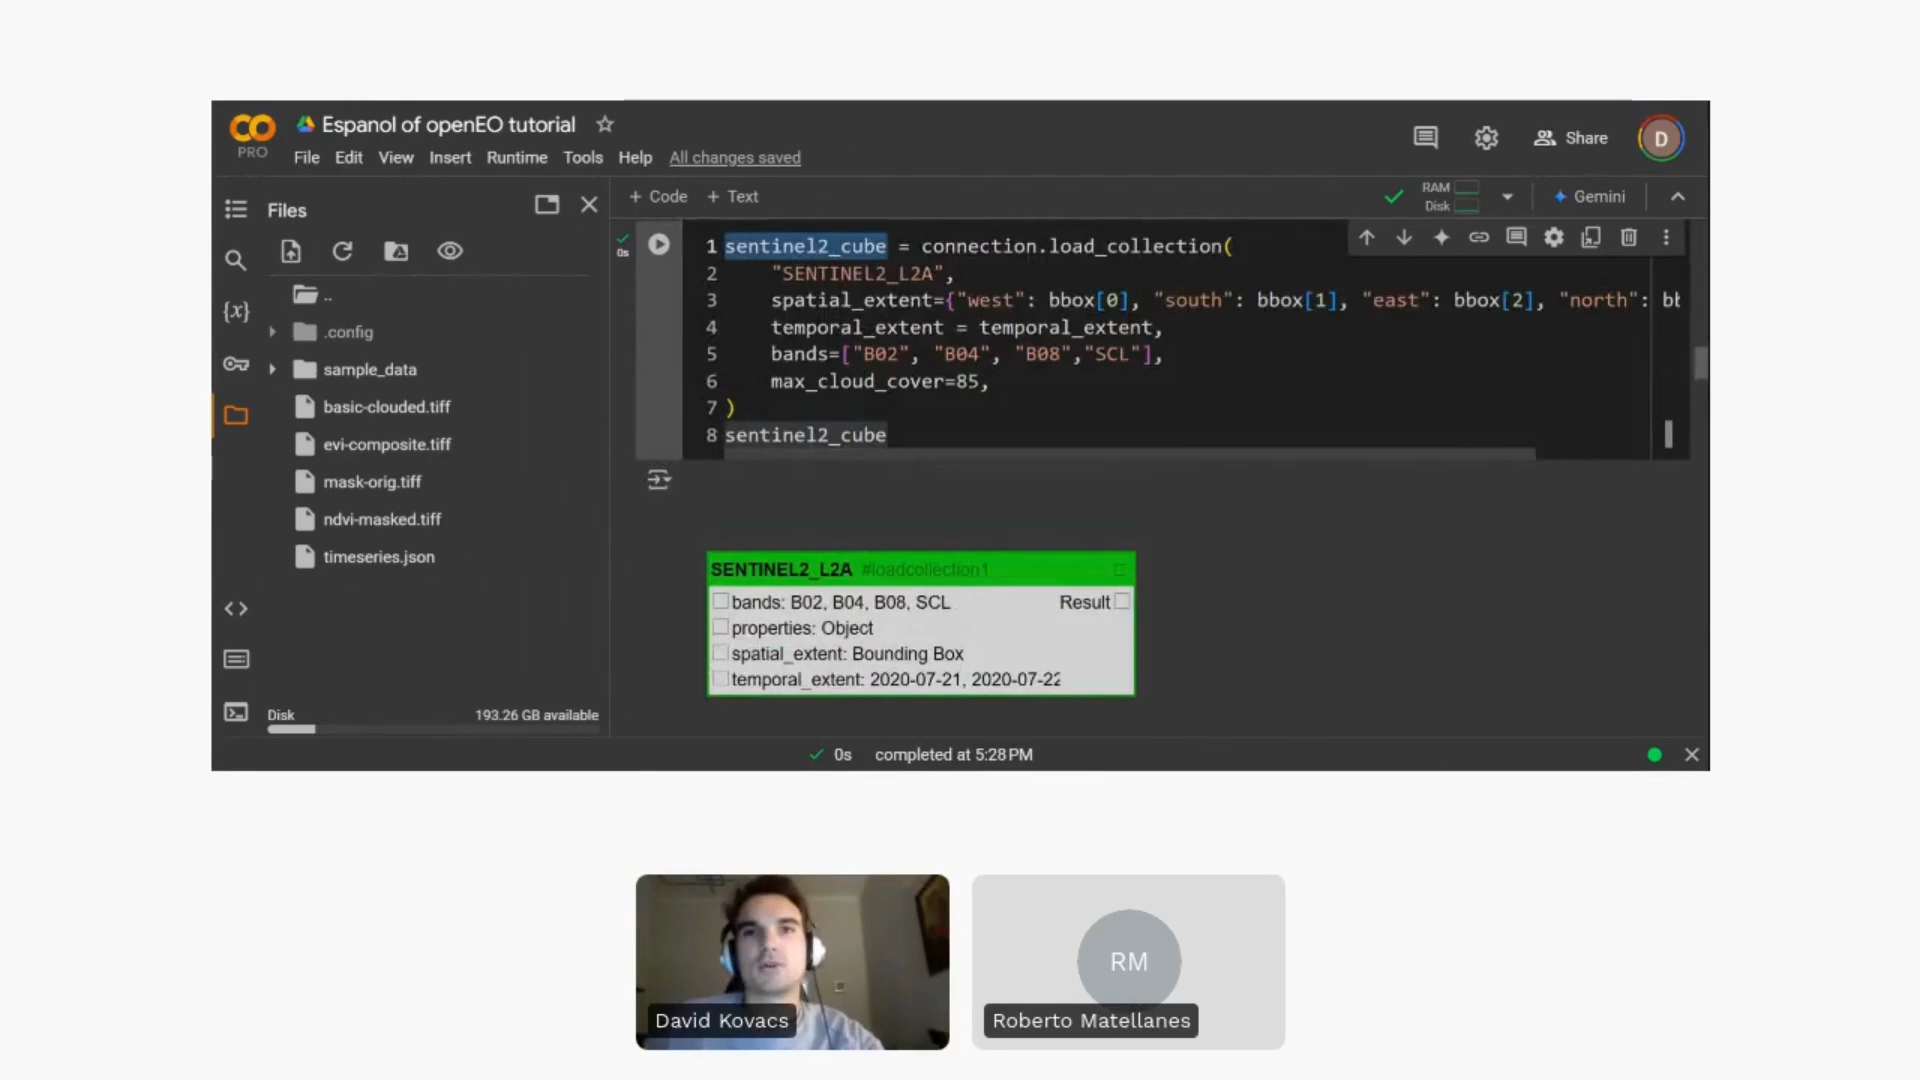 Espanol of openEO tutorial
PRO
File Edit View Insert Runtime Tools Help All changes saved
Share
D
Files
+ Code + Text
RAM
Disk
Gemini
..
.config
sample_data
basic-clouded.tiff
evi-composite.tiff
mask-orig.tiff
ndvi-masked.tiff
timeseries.json
Disk 193.26 GB available
0s
1 sentinel2_cube = connection.load_collection(
2 "SENTINEL2_L2A",
3 spatial_extent={"west": bbox[0], "south": bbox[1], "east": bbox[2], "north": bb
4 temporal_extent = temporal_extent,
5 bands=["B02", "B04", "B08","SCL"],
6 max_cloud_cover=85,
7 )
8 sentinel2_cube
SENTINEL2_L2A #loadcollection1
bands: B02, B04, B08, SCL Result
properties: Object
spatial_extent: Bounding Box
temporal_extent: 2020-07-21, 2020-07-22
0s completed at 5:28 PM
RM
David Kovacs
Roberto Matellanes